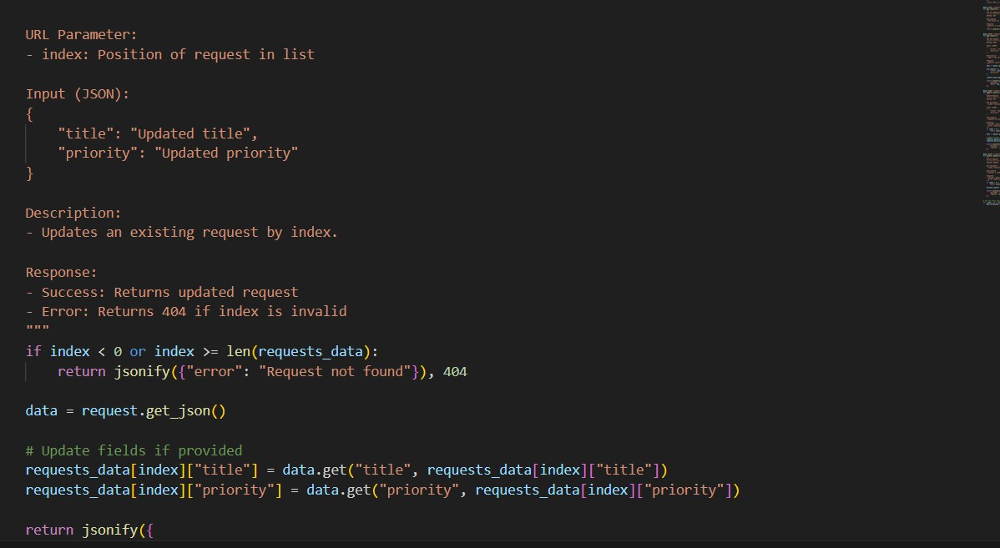 URL Parameter:
- index: Position of request in list
Input (JSON):
{
    "title": "Updated title",
    "priority": "Updated priority"
}
Description:
- Updates an existing request by index.
Response:
- Success: Returns updated request
- Error: Returns 404 if index is invalid
"""
if index < 0 or index >= len(requests_data):
    return jsonify({"error": "Request not found"}), 404
data = request.get_json()
# Update fields if provided
requests_data[index]["title"] = data.get("title", requests_data[index]["title"])
requests_data[index]["priority"] = data.get("priority", requests_data[index]["priority"])
return jsonify({